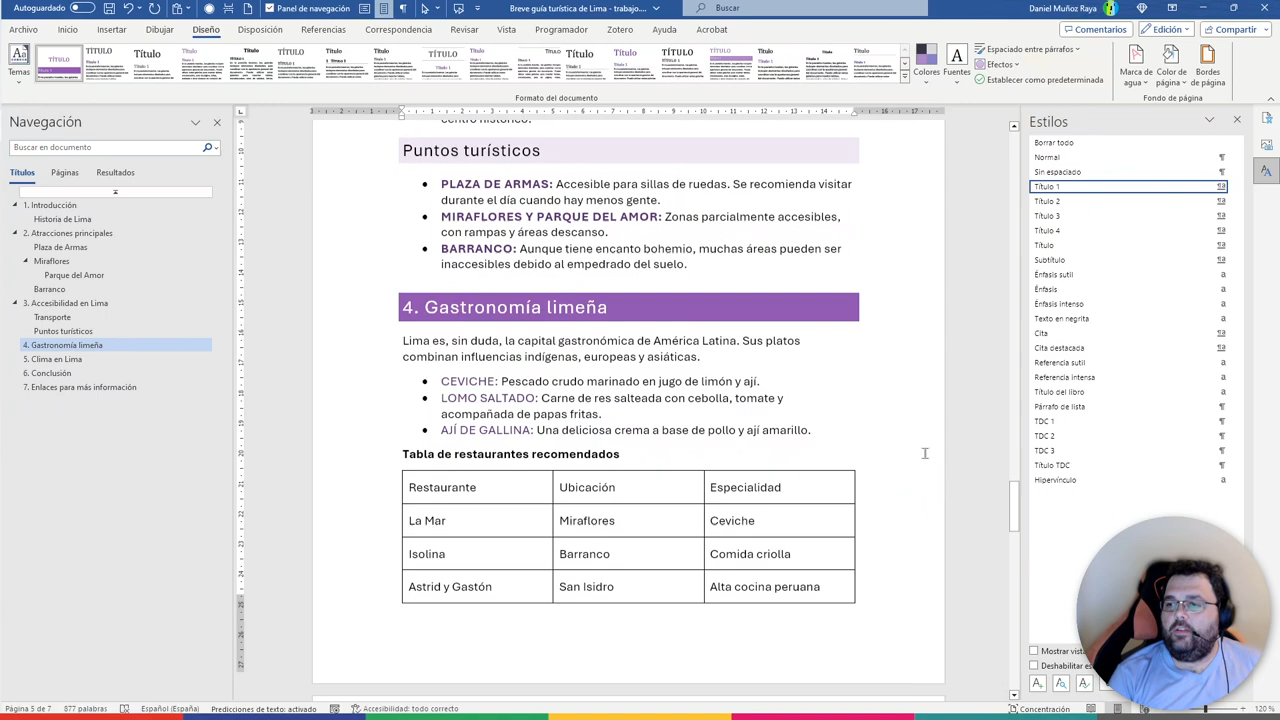 Autoguardado
Panel de navegación
Breve guía turística de Lima - trabajo...
Buscar
Daniel Muñoz Raya
Archivo
Inicio
Insertar
Dibujar
Diseño
Disposición
Referencias
Correspondencia
Vista
Programador
Zotero
Ayuda
Acrobat
Comentarios
Edición
Compartir
Temas
Colores
Fuentes
Espaciado entre párrafos
Efectos
Establecer como predeterminada
Marca de agua
Color de página
Bordes de página
Formato del documento
Fondo de página
Navegación
Buscar en documento
Títulos
Páginas
Resultados
1. Introducción
Historia de Lima
2. Atracciones principales
Plaza de Armas
Miraflores
Parque del Amor
Barranco
3. Accesibilidad en Lima
Transporte
Puntos turísticos
4. Gastronomía limeña
5. Clima en Lima
6. Conclusión
7. Enlaces para más información
centro histórico.
Puntos turísticos
• PLAZA DE ARMAS: Accesible para sillas de ruedas. Se recomienda visitar
durante el día cuando hay menos gente.
• MIRAFLORES Y PARQUE DEL AMOR: Zonas parcialmente accesibles,
con rampas y áreas descanso.
• BARRANCO: Aunque tiene encanto bohemio, muchas áreas pueden ser
inaccesibles debido al empedrado del suelo.
4. Gastronomía limeña
Lima es, sin duda, la capital gastronómica de América Latina. Sus platos
combinan influencias indígenas, europeas y asiáticas.
• CEVICHE: Pescado crudo marinado en jugo de limón y ají.
• LOMO SALTADO: Carne de res salteada con cebolla, tomate y
acompañada de papas fritas.
• AJÍ DE GALLINA: Una deliciosa crema a base de pollo y ají amarillo.
Tabla de restaurantes recomendados
Restaurante Ubicación Especialidad
La Mar Miraflores Ceviche
Isolina Barranco Comida criolla
Astrid y Gastón San Isidro Alta cocina peruana
Estilos
Borrar todo
Normal
Sin espaciado
Título 1
Título 2
Título 3
Título 4
Título
Subtítulo
Énfasis sutil
Énfasis
Énfasis intenso
Texto en negrita
Cita
Cita destacada
Referencia sutil
Referencia intensa
Título del libro
Párrafo de lista
TDC 1
TDC 2
TDC 3
Título TDC
Hipervínculo
Mostrar vista
Deshabilitar es
Página 5 de 7
877 palabras
Español (España)
Predicciones de texto: activado
Accesibilidad: todo correcto
Concentración
120 %